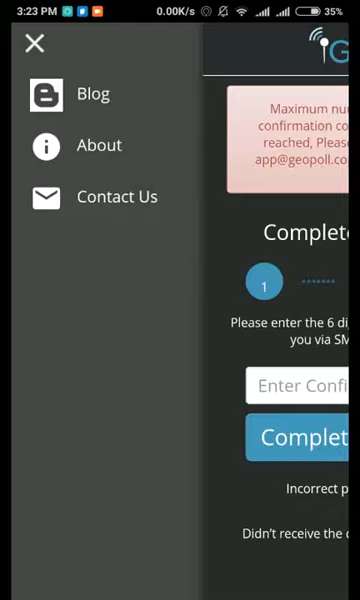 3:23 PM
0.00K/s
35%
Blog
About
Contact Us
G
Maximum nu
confirmation co
reached, Pleas
app@geopoll.co
Complete
1
Please enter the 6 di
you via SM
Enter Confi
Complet
Incorrect p
Didn't receive the c